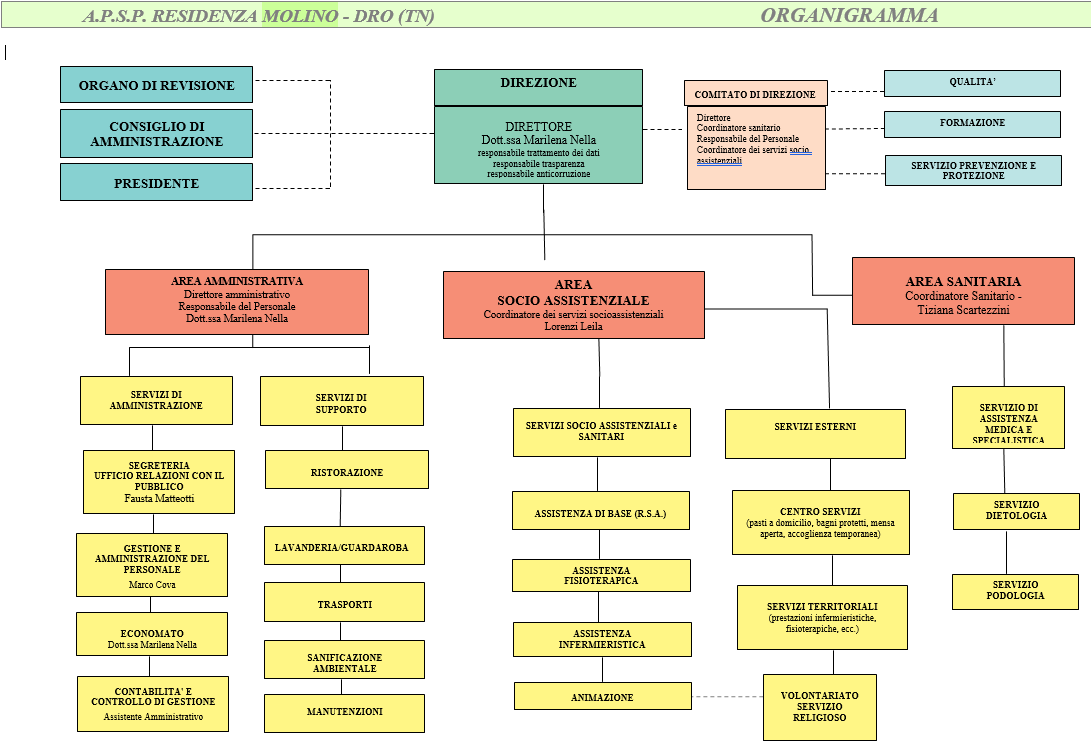 A.P.S.P. RESIDENZA MOLINO - DRO (TN)
ORGANIGRAMMA
ORGANO DI REVISIONE
CONSIGLIO DI
AMMINISTRAZIONE
PRESIDENTE
DIREZIONE
DIRETTORE
Dott.ssa Marilena Nella
responsabile trattamento dei dati
responsabile trasparenza
responsabile anticorruzione
COMITATO DI DIREZIONE
Direttore
Coordinatore sanitario
Responsabile del Personale
Coordinatore dei servizi socio
assistenziali
QUALITA'
FORMAZIONE
SERVIZIO PREVENZIONE E
PROTEZIONE
AREA AMMINISTRATIVA
Direttore amministrativo
Responsabile del Personale
Dott.ssa Marilena Nella
AREA
SOCIO ASSISTENZIALE
Coordinatore dei servizi socioassistenziali
Lorenzi Leila
AREA SANITARIA
Coordinatore Sanitario -
Tiziana Scartezzini
SERVIZI DI
AMMINISTRAZIONE
SEGRETERIA
UFFICIO RELAZIONI CON IL
PUBBLICO
Fausta Matteotti
GESTIONE E
AMMINISTRAZIONE DEL
PERSONALE
Marco Cova
ECONOMATO
Dott.ssa Marilena Nella
CONTABILITA' E
CONTROLLO DI GESTIONE
Assistente Amministrativo
SERVIZI DI
SUPPORTO
RISTORAZIONE
LAVANDERIA/GUARDAROBA
TRASPORTI
SANIFICAZIONE
AMBIENTALE
MANUTENZIONI
SERVIZI SOCIO ASSISTENZIALI e
SANITARI
ASSISTENZA DI BASE (R.S.A.)
ASSISTENZA
FISIOTERAPICA
ASSISTENZA
INFERMIERISTICA
ANIMAZIONE
SERVIZI ESTERNI
CENTRO SERVIZI
(pasti a domicilio, bagni protetti, mensa
aperta, accoglienza temporanea)
SERVIZI TERRITORIALI
(prestazioni infermieristiche,
fisioterapiche, ecc.)
VOLONTARIATO
SERVIZIO
RELIGIOSO
SERVIZIO DI
ASSISTENZA
MEDICA E
SPECIALISTICA
SERVIZIO
DIETOLOGIA
SERVIZIO
PODOLOGIA